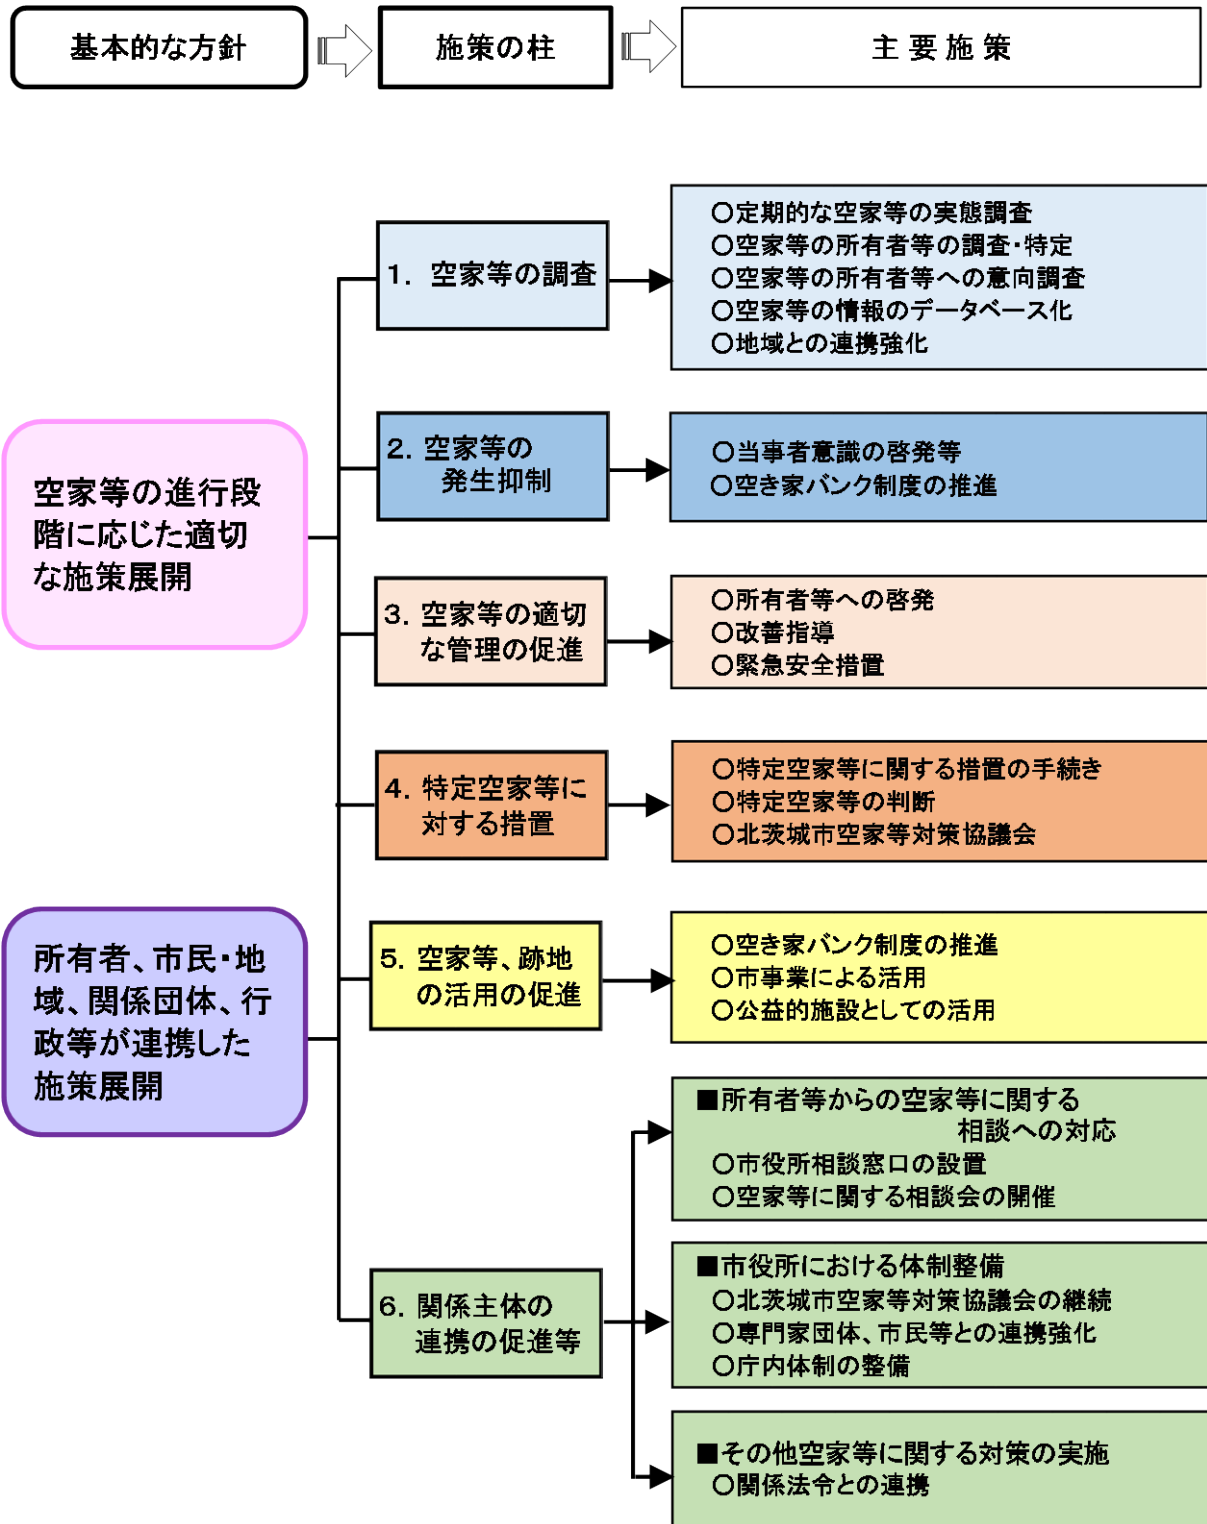 基本的な方針
施策の柱
主要施策
空家等の進行段
階に応じた適切
な施策展開
所有者、市民・地
域、関係団体、行
政等が連携した
施策展開
1. 空家等の調査
○定期的な空家等の実態調査
○空家等の所有者等の調査・特定
○空家等の所有者等への意向調査
○空家等の情報のデータベース化
○地域との連携強化
2. 空家等の
発生抑制
○当事者意識の啓発等
○空き家バンク制度の推進
3. 空家等の適切
な管理の促進
○所有者等への啓発
○改善指導
○緊急安全措置
4. 特定空家等に
対する措置
○特定空家等に関する措置の手続き
○特定空家等の判断
○北茨城市空家等対策協議会
5. 空家等、跡地
の活用の促進
○空き家バンク制度の推進
○市事業による活用
○公益的施設としての活用
6. 関係主体の
連携の促進等
■所有者等からの空家等に関する
相談への対応
○市役所相談窓口の設置
○空家等に関する相談会の開催
■市役所における体制整備
○北茨城市空家等対策協議会の継続
○専門家団体、市民等との連携強化
○庁内体制の整備
■その他空家等に関する対策の実施
○関係法令との連携